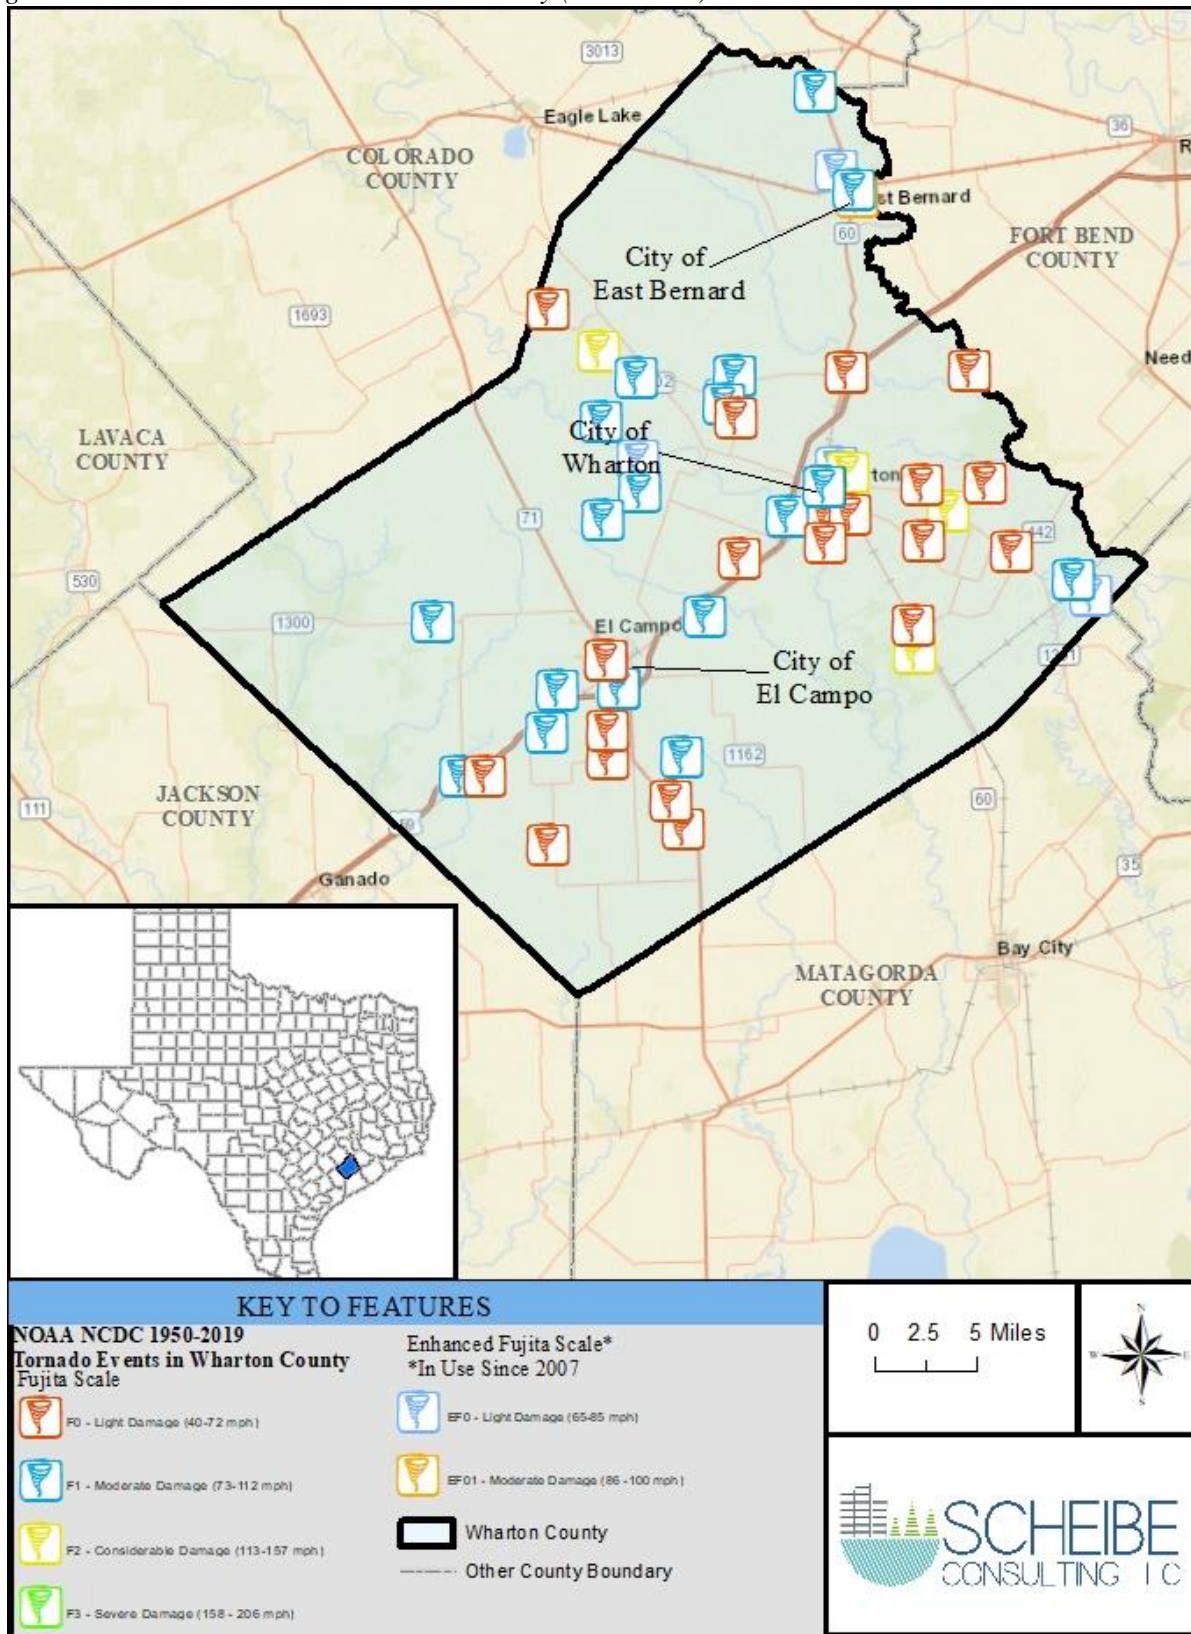 3013
Eagle Lake
36
COLORADO
COUNTY
st Bernard
60
FORT BEND
COUNTY
City of
East Bernard
1693
Need
LAVACA
COUNTY
City of
Wharton
ton
71
442
530
1300
El Campo
City of
El Campo
1162
JACKSON
COUNTY
111
60
59
35
Ganado
Bay City
MATAGORDA
COUNTY
KEY TO FEATURES
NOAA NCDC 1950-2019
Tornado Events in Wharton County
Fujita Scale
F0 - Light Damage (40-72 mph)
F1 - Moderate Damage (73-112 mph)
F2 - Considerable Damage (113-157 mph)
F3 - Severe Damage (158 - 206 mph)
Enhanced Fujita Scale*
*In Use Since 2007
EF0 - Light Damage (65-85 mph)
EF01 - Moderate Damage (86 -100 mph)
Wharton County
Other County Boundary
0 2.5 5 Miles
N
W E
S
SCHEIBE
CONSULTING